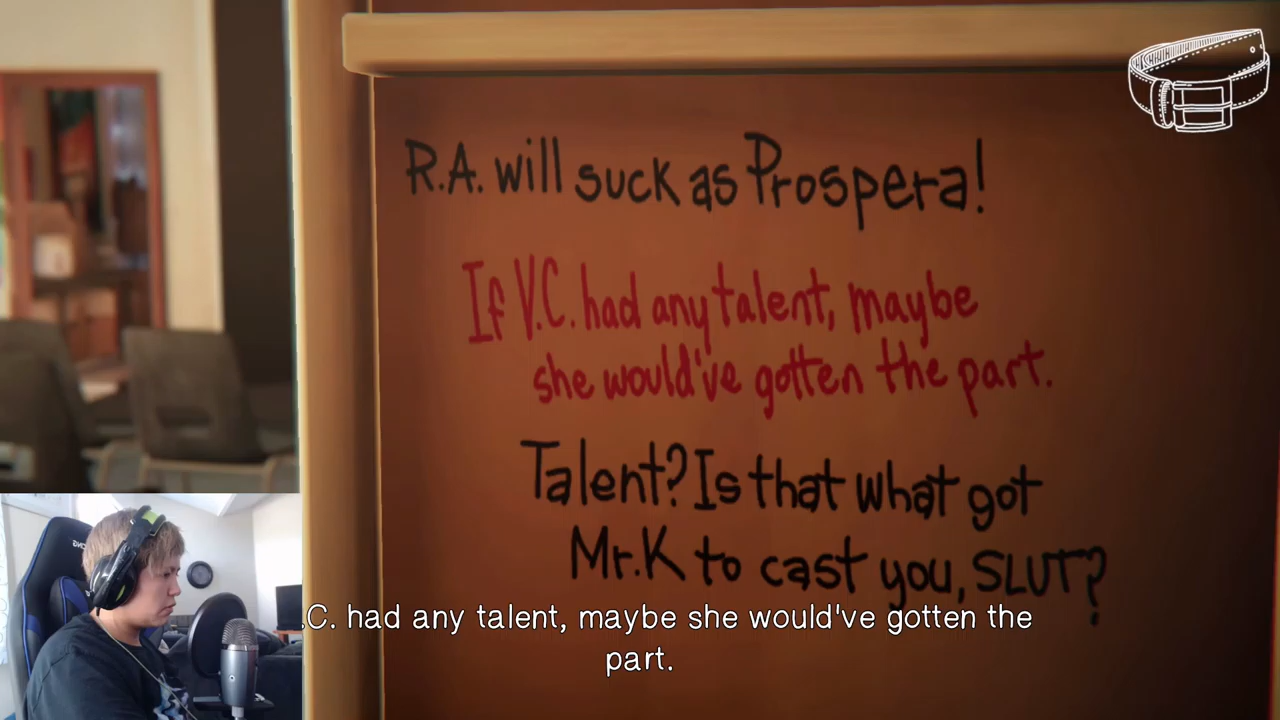 R.A. will suck as Prospera!
If V.C. had any talent, maybe
she would've gotten the part.
Talent? Is that what got
Mr.K to cast you, SLUT?
.C. had any talent, maybe she would've gotten the
part.